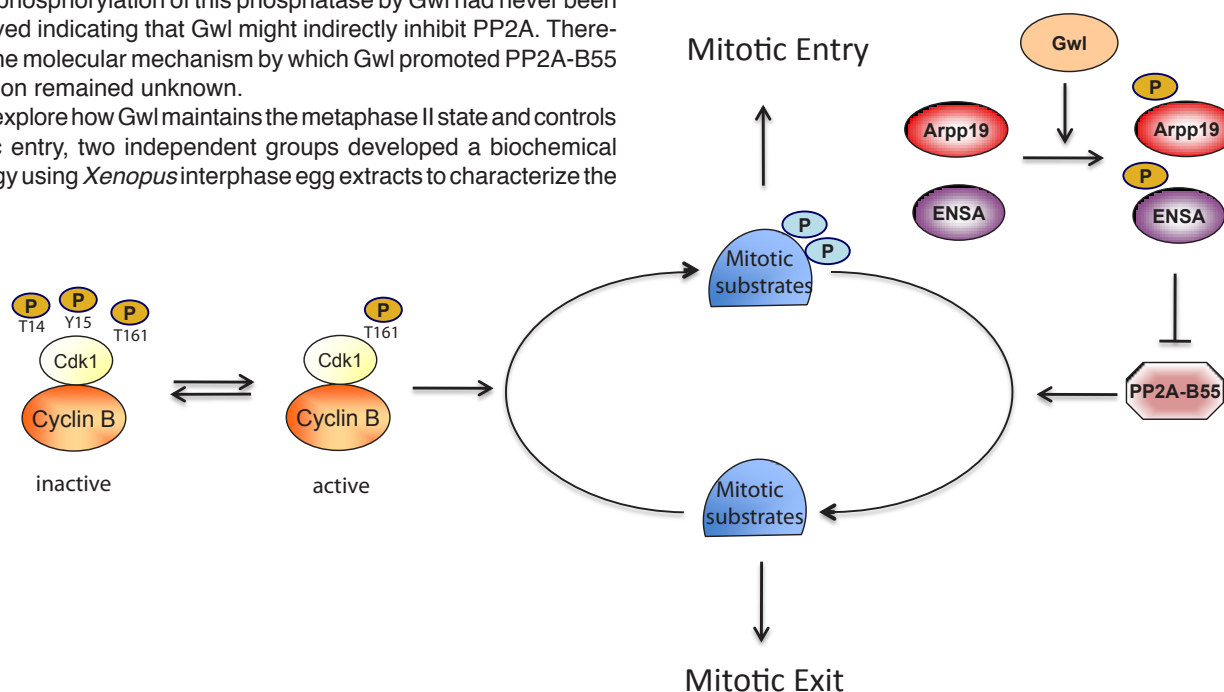 phosphorylation of this phosphatase by Gwl had never been
ved indicating that Gwl might indirectly inhibit PP2A. There-
ne molecular mechanism by which Gwl promoted PP2A-B55
on remained unknown.
explore how Gwl maintains the metaphase II state and controls
c entry, two independent groups developed a biochemical
gy using Xenopus interphase egg extracts to characterize the
Mitotic Entry
Gwl
P
Arpp19
Arpp19
P
ENSA
ENSA
P
P
Mitotic
substrates
P
T14
P
Y15
P
T161
Cdk1
Cyclin B
inactive
P
T161
Cdk1
Cyclin B
active
PP2A-B55
Mitotic
substrates
Mitotic Exit